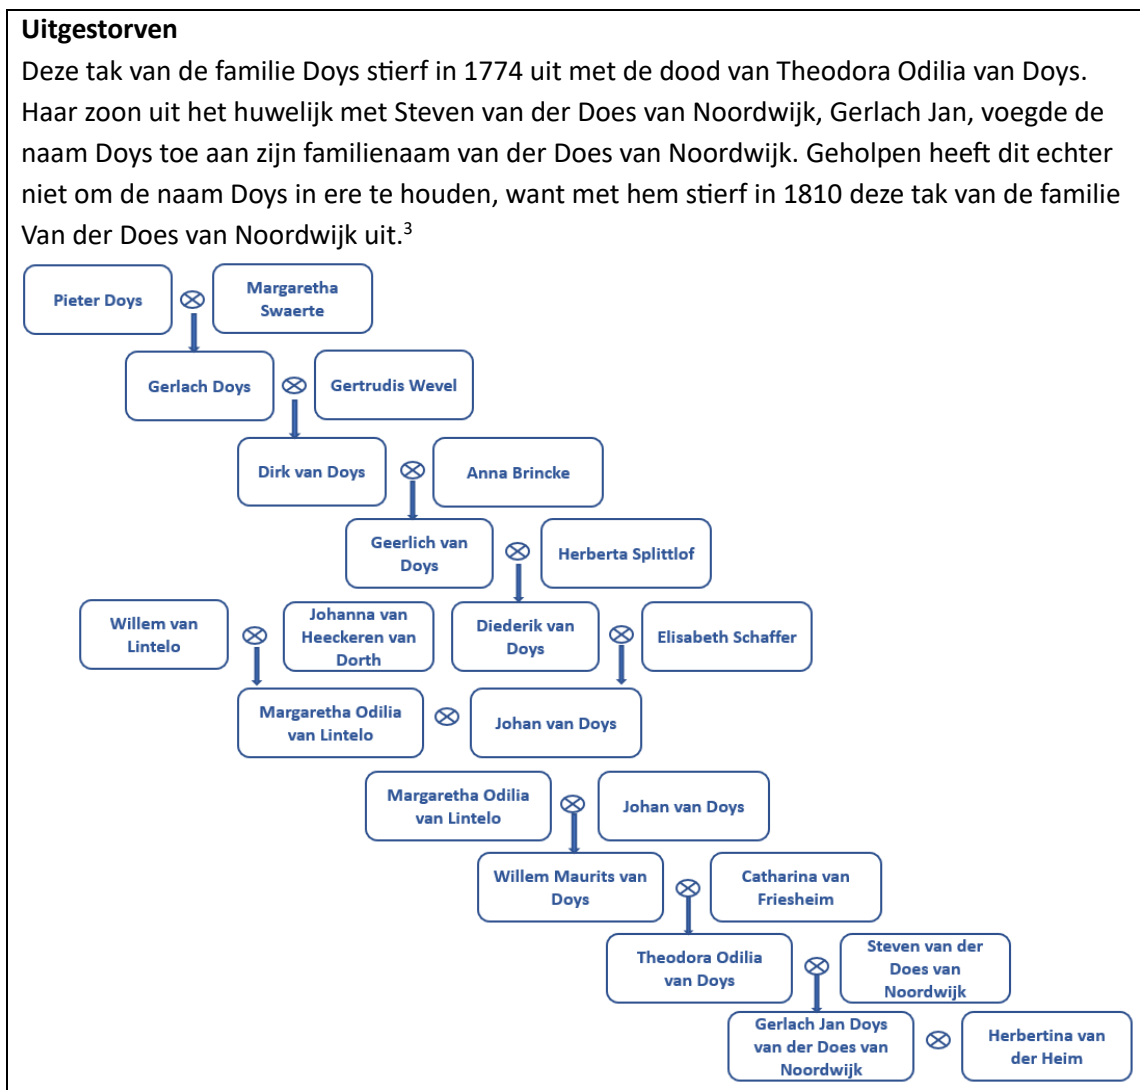 Uitgestorven
Deze tak van de familie Doys stierf in 1774 uit met de dood van Theodora Odilia van Doys.
Haar zoon uit het huwelijk met Steven van der Does van Noordwijk, Gerlach Jan, voegde de
naam Doys toe aan zijn familienaam van der Does van Noordwijk. Geholpen heeft dit echter
niet om de naam Doys in ere te houden, want met hem stierf in 1810 deze tak van de familie
Van der Does van Noordwijk uit.³
Pieter Doys
Margaretha
Swaerte
Gerlach Doys
Gertrudis Wevel
Dirk van Doys
Anna Brincke
Geerlich van
Doys
Herberta Splittlof
Willem van
Lintelo
Johanna van
Heeckeren van
Dorth
Diederik van
Doys
Elisabeth Schaffer
Margaretha Odilia
van Lintelo
Johan van Doys
Margaretha Odilia
van Lintelo
Johan van Doys
Willem Maurits van
Doys
Catharina van
Friesheim
Theodora Odilia
van Doys
Steven van der
Does van
Noordwijk
Gerlach Jan Doys
van der Does van
Noordwijk
Herbertina van
der Heim